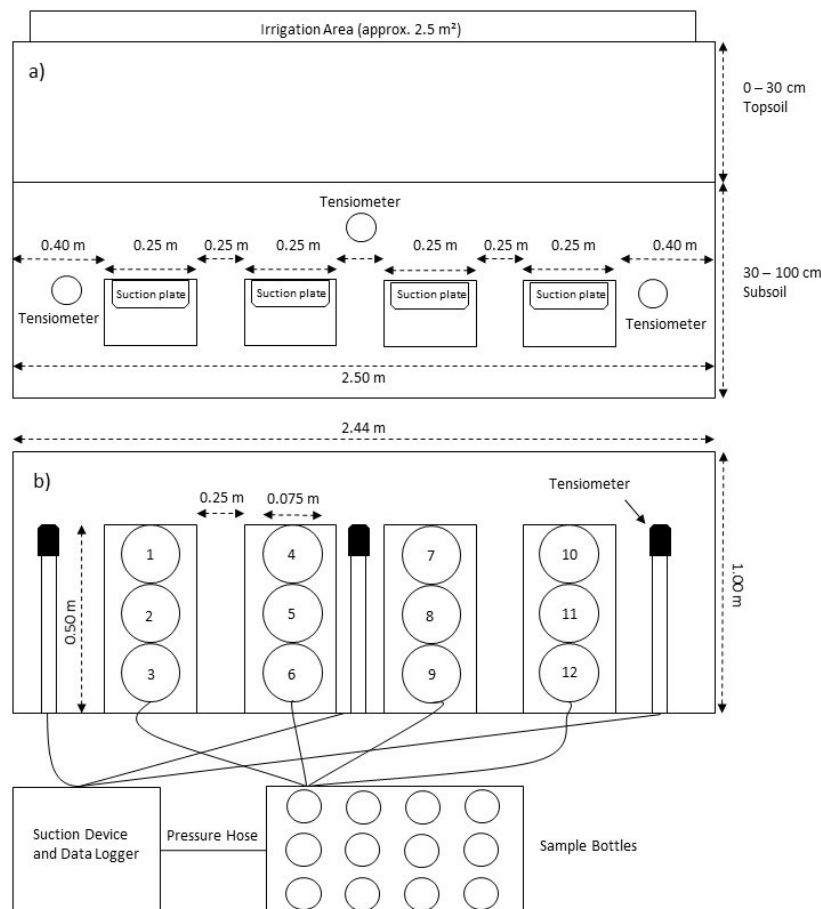 Irrigation Area (approx. 2.5 m²)
a)
0 – 30 cm
Topsoil
Tensiometer
0.40 m
0.25 m
0.25 m
0.25 m
0.25 m
0.25 m
0.25 m
0.40 m
30 – 100 cm
Subsoil
Suction plate
Suction plate
Suction plate
Suction plate
Tensiometer
Tensiometer
2.50 m
2.44 m
b)
0.25 m
0.075 m
Tensiometer
1
4
7
10
2
5
8
11
3
6
9
12
0.50 m
1.00 m
Suction Device
and Data Logger
Pressure Hose
Sample Bottles